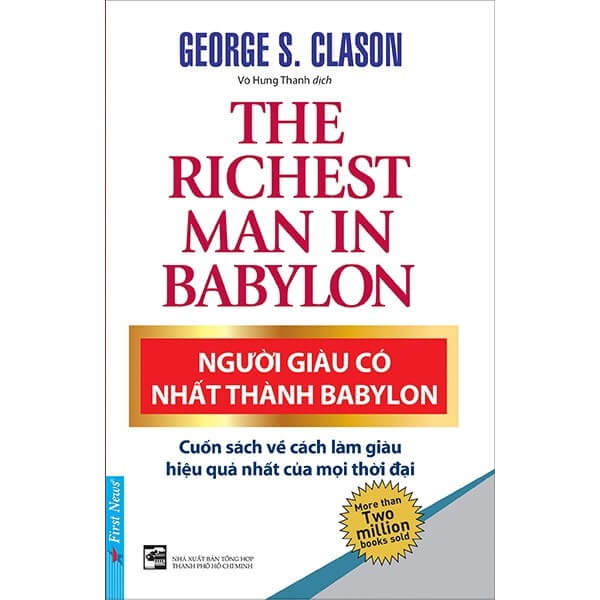 GEORGE S. CLASON
Võ Hưng Thanh dịch
THE
RICHEST
MAN IN
BABYLON
NGƯỜI GIÀU CÓ
NHẤT THÀNH BABYLON
Cuốn sách về cách làm giàu
hiệu quả nhất của mọi thời đại
More than
Two
million
books sold
First News
NHÀ XUẤT BẢN TỔNG HỢP
THÀNH PHỐ HỒ CHÍ MINH